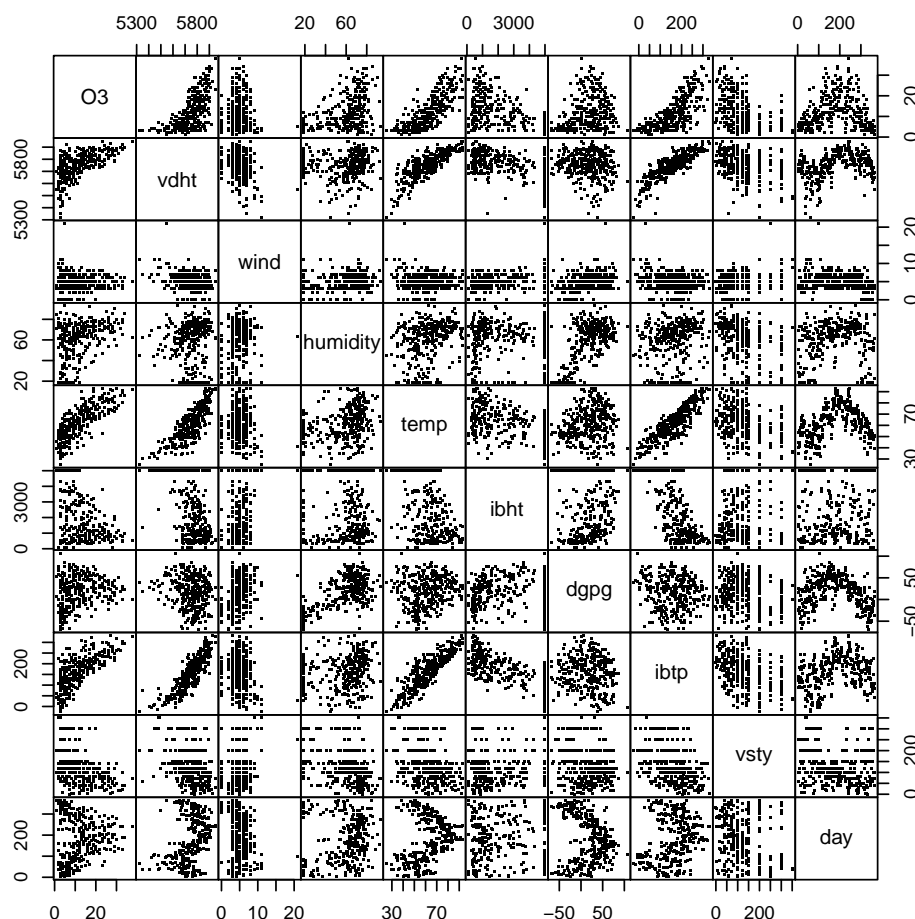 5300 5800 20 60 0 3000 0 200 0 200
O3 0 20
5300 5800 vdht
wind 0 10 20
20 60 humidity
temp 30 70
0 3000 ibht
dgpg −50 50
0 200 ibtp
vsty 0 200
0 200 day
0 20 0 10 20 30 70 −50 50 0 200